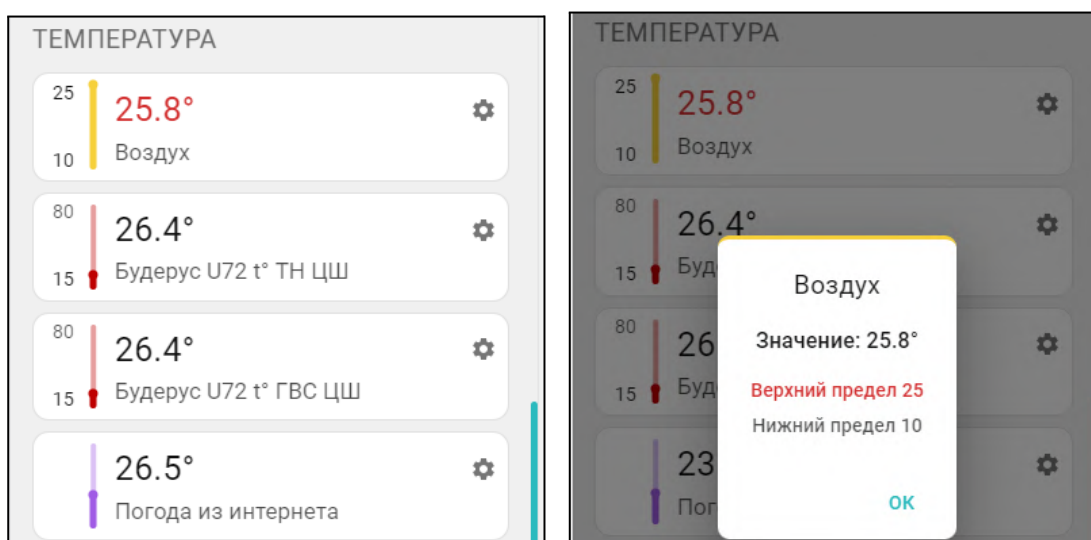 ТЕМПЕРАТУРА
25
25.8°
10
Воздух
80
26.4°
15
Будерус U72 t° ТН ЦШ
80
26.4°
15
Будерус U72 t° ГВС ЦШ
26.5°
Погода из интернета
ТЕМПЕРАТУРА
25
25.8°
10
Воздух
80
26.4°
15
Буд
80
26
15
Буд
23
Пог
Воздух
Значение: 25.8°
Верхний предел 25
Нижний предел 10
ОК